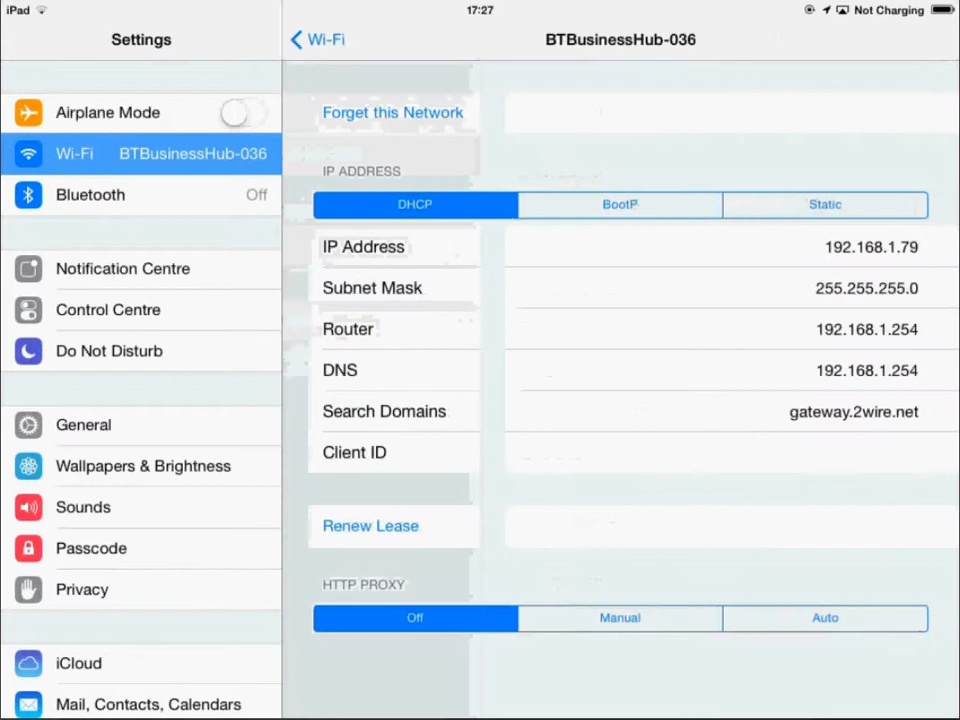 iPad 17:27 Not Charging
Settings
Wi-Fi BTBusinessHub-036
Airplane Mode
Wi-Fi BTBusinessHub-036
Bluetooth Off
Notification Centre
Control Centre
Do Not Disturb
General
Wallpapers & Brightness
Sounds
Passcode
Privacy
iCloud
Mail, Contacts, Calendars
Forget this Network
IP ADDRESS
DHCP BootP Static
IP Address 192.168.1.79
Subnet Mask 255.255.255.0
Router 192.168.1.254
DNS 192.168.1.254
Search Domains gateway.2wire.net
Client ID
Renew Lease
HTTP PROXY
Off Manual Auto